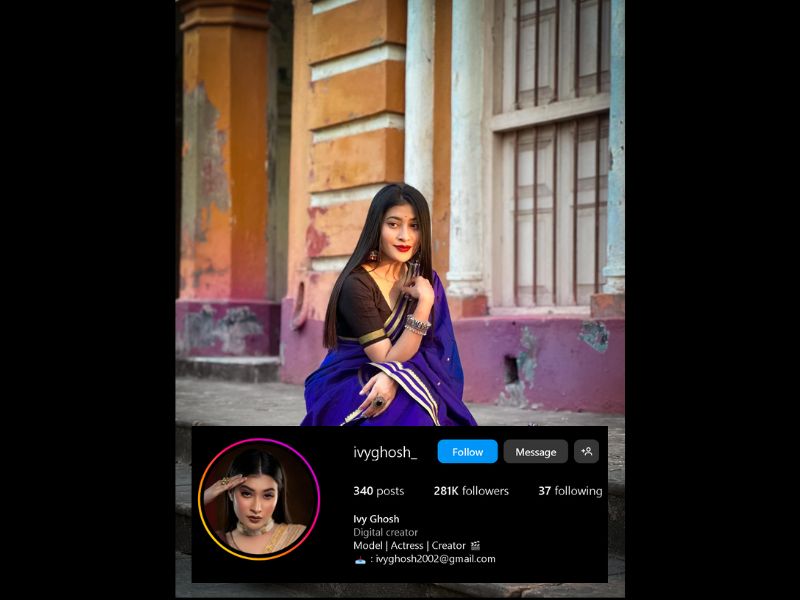 ivyghosh_ Follow Message
340 posts 281K followers 37 following
Ivy Ghosh
Digital creator
Model | Actress | Creator 🎬
📥 : ivyghosh2002@gmail.com